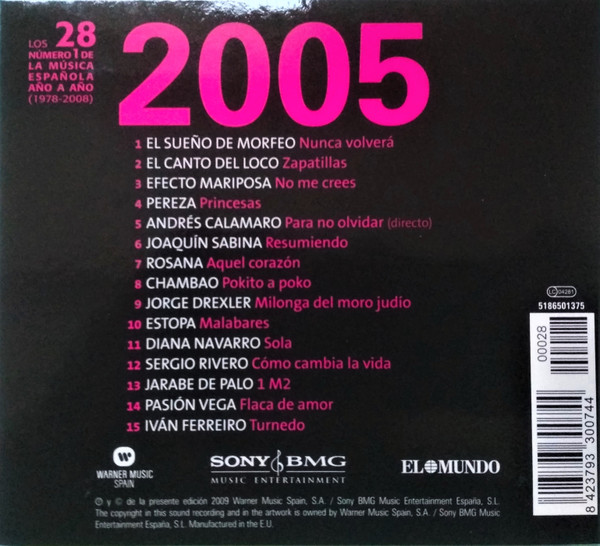 LOS 28
NÚMERO 1 DE
LA MÚSICA
ESPAÑOLA
AÑO A AÑO
(1978-2008)
2005
1 EL SUEÑO DE MORFEO Nunca volverá
2 EL CANTO DEL LOCO Zapatillas
3 EFECTO MARIPOSA No me crees
4 PEREZA Princesas
5 ANDRÉS CALAMARO Para no olvidar (directo)
6 JOAQUÍN SABINA Resumiendo
7 ROSANA Aquel corazón
8 CHAMBAO Pokito a poko
9 JORGE DREXLER Milonga del moro judio
10 ESTOPA Malabares
11 DIANA NAVARRO Sola
12 SERGIO RIVERO Cómo cambia la vida
13 JARABE DE PALO 1 M2
14 PASIÓN VEGA Flaca de amor
15 IVÁN FERREIRO Turnedo
LC 04281
5186501375
00028
8 423793 300744
WARNER MUSIC
SPAIN
SONY BMG
MUSIC ENTERTAINMENT
EL MUNDO
℗ y © de la presente edición 2009 Warner Music Spain, S.A. / Sony BMG Music Entertainment España, S.L.
The copyright in this sound recording and in the artwork is owned by Warner Music Spain, S.A. / Sony BMG Music
Entertainment España, S.L. Manufactured in the E.U.